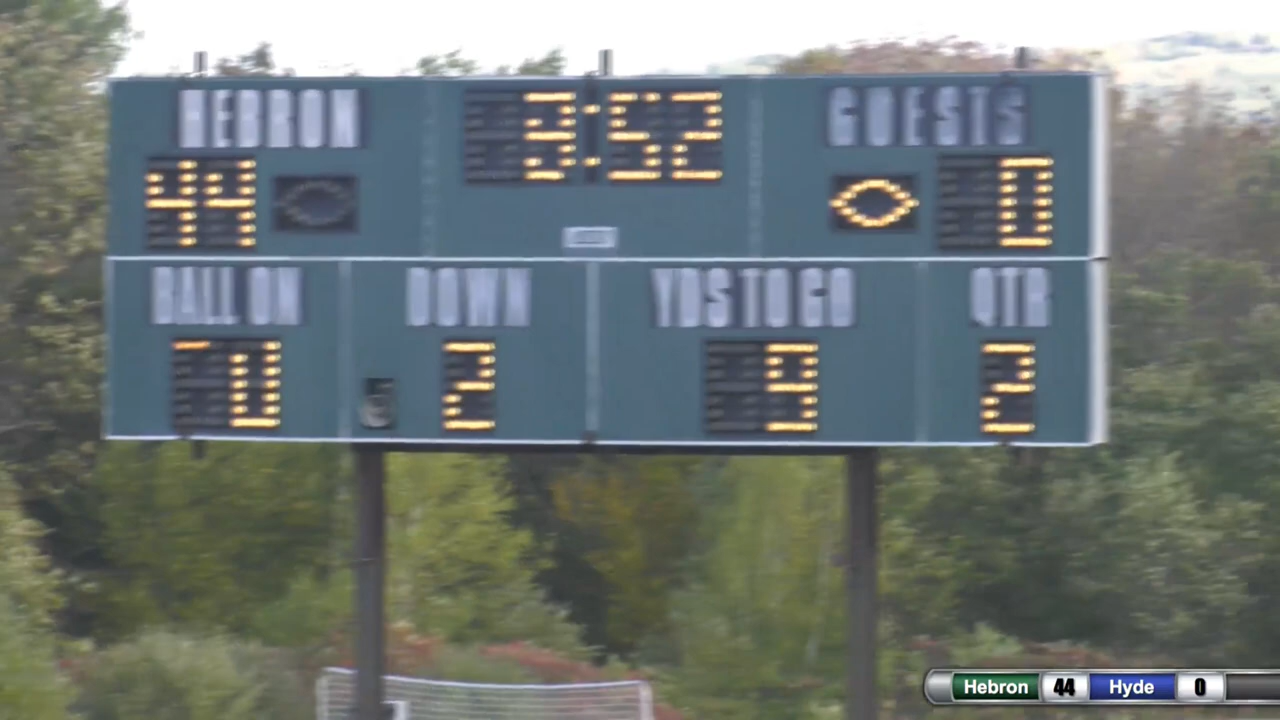 HEBRON 3:52 GUESTS
44 0
BALL ON DOWN YDS TO GO QTR
0 2 9 2
Hebron 44 Hyde 0